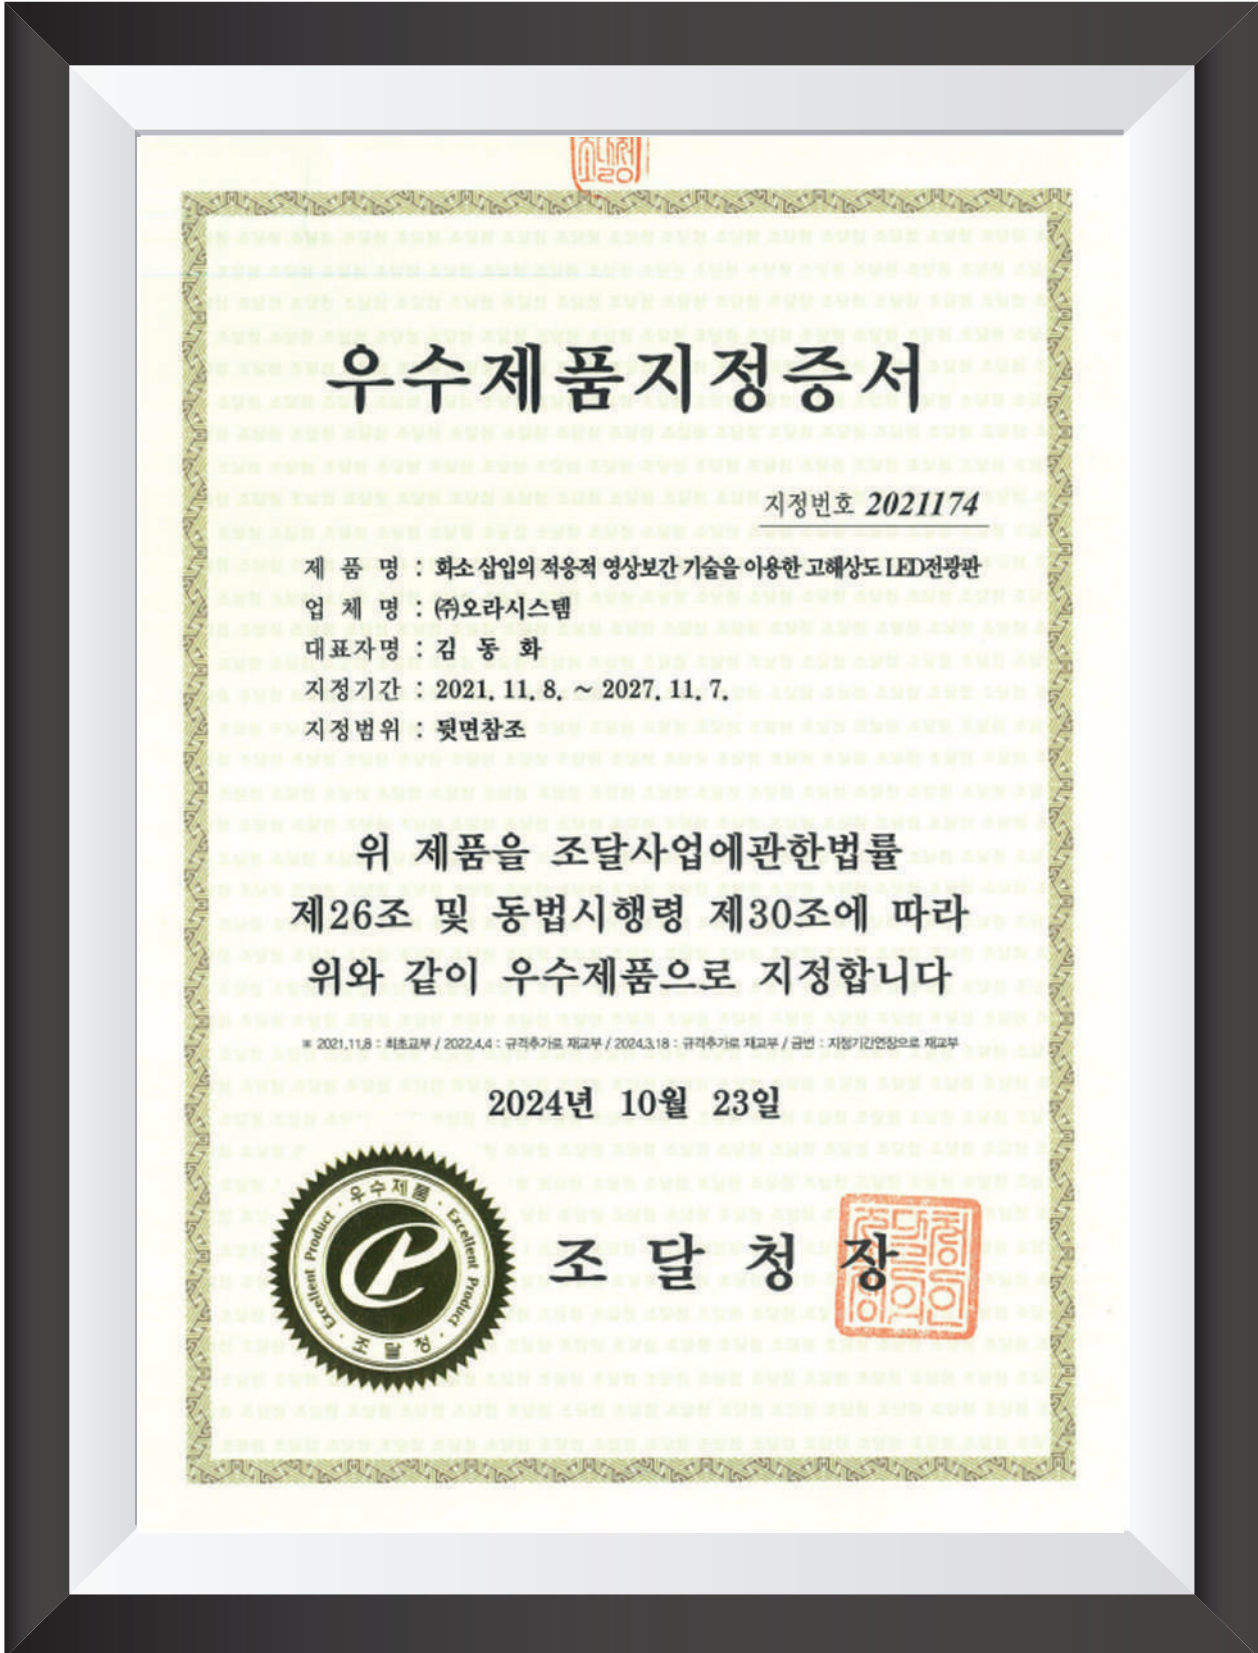 조달청
우수제품지정증서
지정번호 2021174
제 품 명 : 화소 삽입의 적응적 영상보간 기술을 이용한 고해상도 LED전광판
업 체 명 : ㈜오라시스템
대표자명 : 김 동 화
지정기간 : 2021. 11. 8. ~ 2027. 11. 7.
지정범위 : 뒷면참조
위 제품을 조달사업에관한법률
제26조 및 동법시행령 제30조에 따라
위와 같이 우수제품으로 지정합니다
※ 2021.11.8 : 최초교부 / 2022.4.4 : 규격추가로 재교부 / 2024.3.18 : 규격추가로 재교부 / 금번 : 지정기간연장으로 재교부
2024년 10월 23일
· 우수제품 · Excellent Product · 조달청 · Excellent Product
조 달 청 장